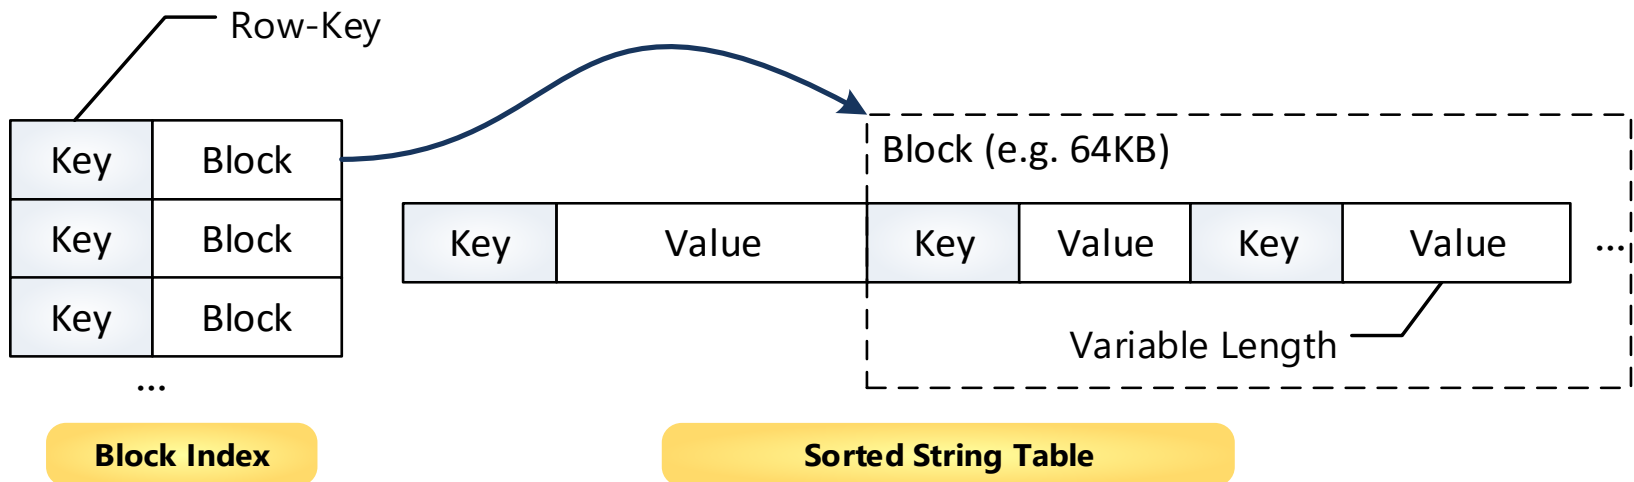 Row-Key
Key Block
Key Block
Key Block
...
Block Index
Block (e.g. 64KB)
Key Value Key Value Key Value ...
Variable Length
Sorted String Table